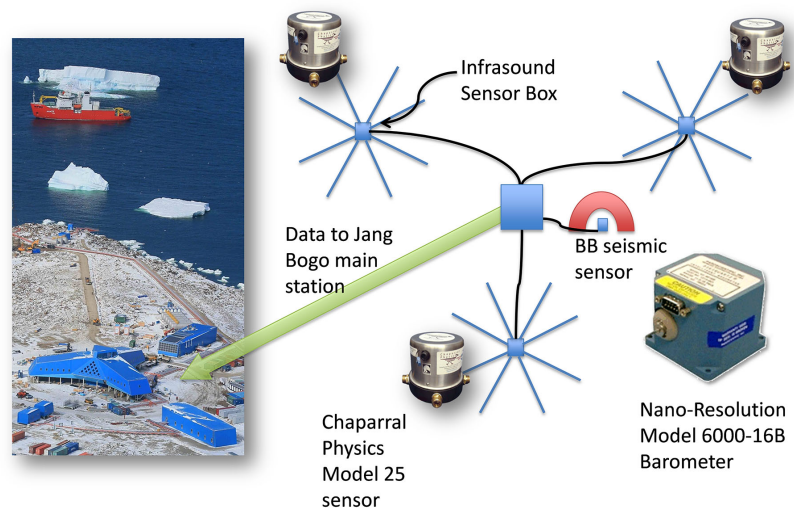 Infrasound
Sensor Box
Data to Jang
Bogo main
station
BB seismic
sensor
Chaparral
Physics
Model 25
sensor
Nano-Resolution
Model 6000-16B
Barometer